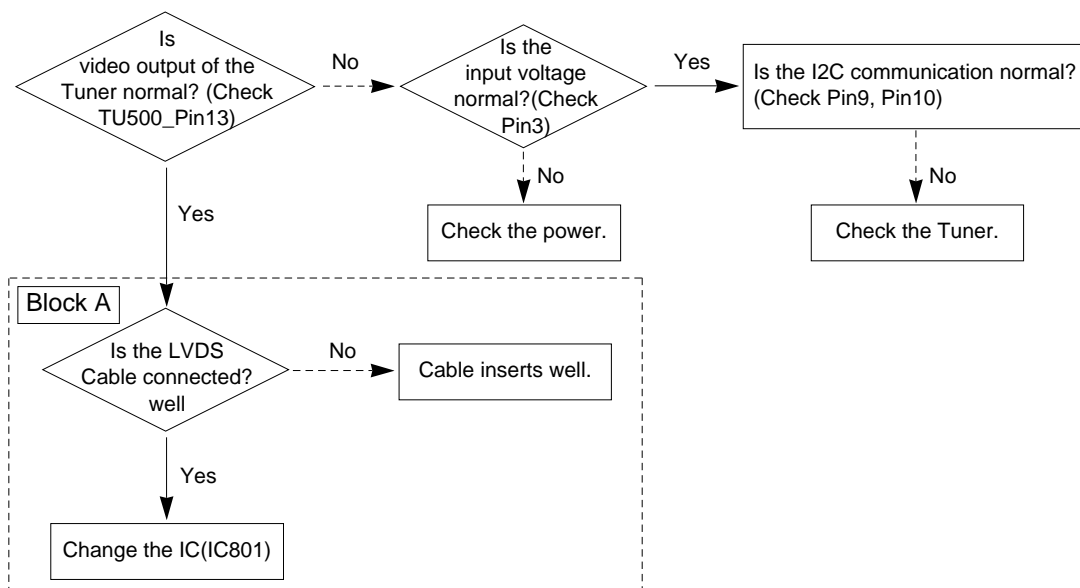 Is
video output of the
Tuner normal? (Check
TU500_Pin13)
No
Is the
input voltage
normal?(Check
Pin3)
Yes
Is the I2C communication normal?
(Check Pin9, Pin10)
No
Check the power.
No
Check the Tuner.
Yes
Block A
Is the LVDS
Cable connected?
well
No
Cable inserts well.
Yes
Change the IC(IC801)